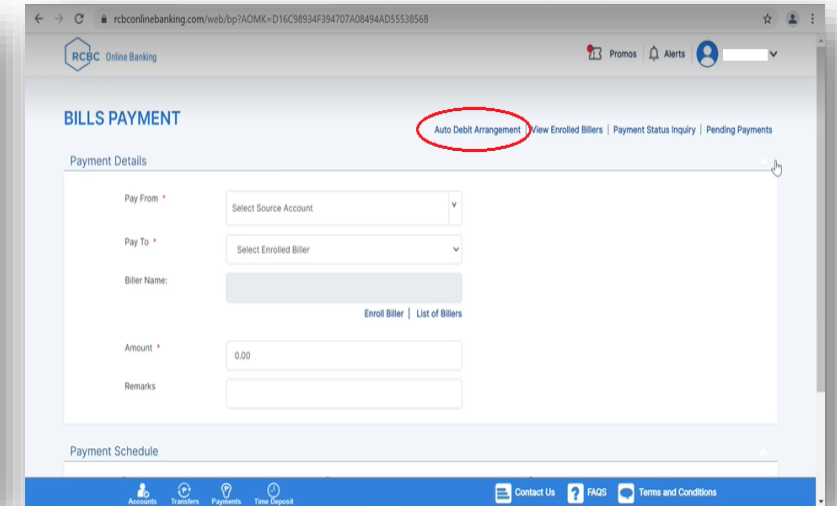 rcbconlinebanking.com/web/bp?AOMK=D16C98934F394707A08494AD5553856B
RCBC Online Banking
Promos
Alerts
BILLS PAYMENT
Auto Debit Arrangement | View Enrolled Billers | Payment Status Inquiry | Pending Payments
Payment Details
Pay From *
Select Source Account
Pay To *
Select Enrolled Biller
Biller Name:
Enroll Biller | List of Billers
Amount *
0.00
Remarks
Payment Schedule
Accounts Transfers Payments Time Deposit Contact Us ? FAQS Terms and Conditions